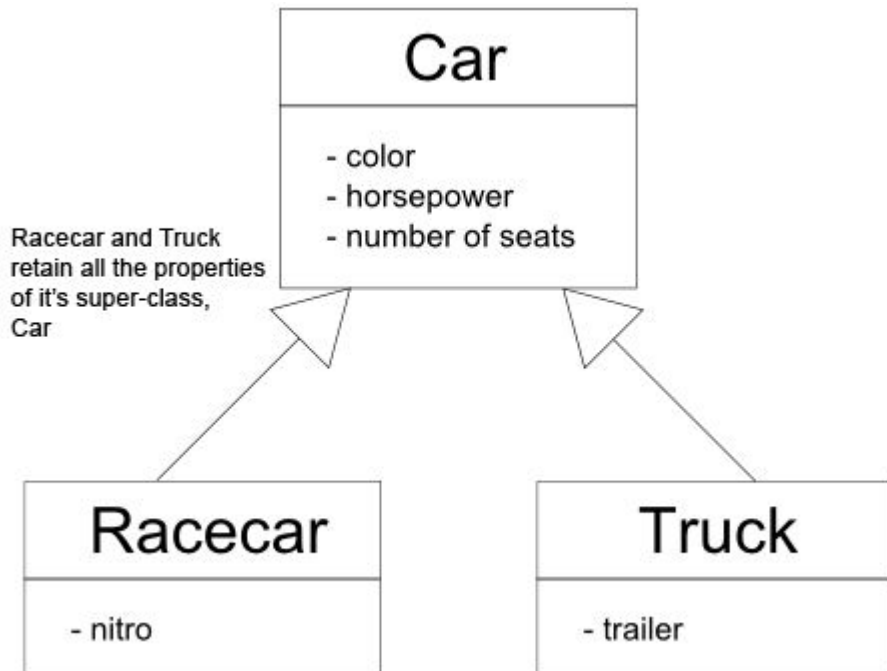 Car
- color
- horsepower
- number of seats
Racecar and Truck
retain all the properties
of it's super-class,
Car
Racecar
- nitro
Truck
- trailer